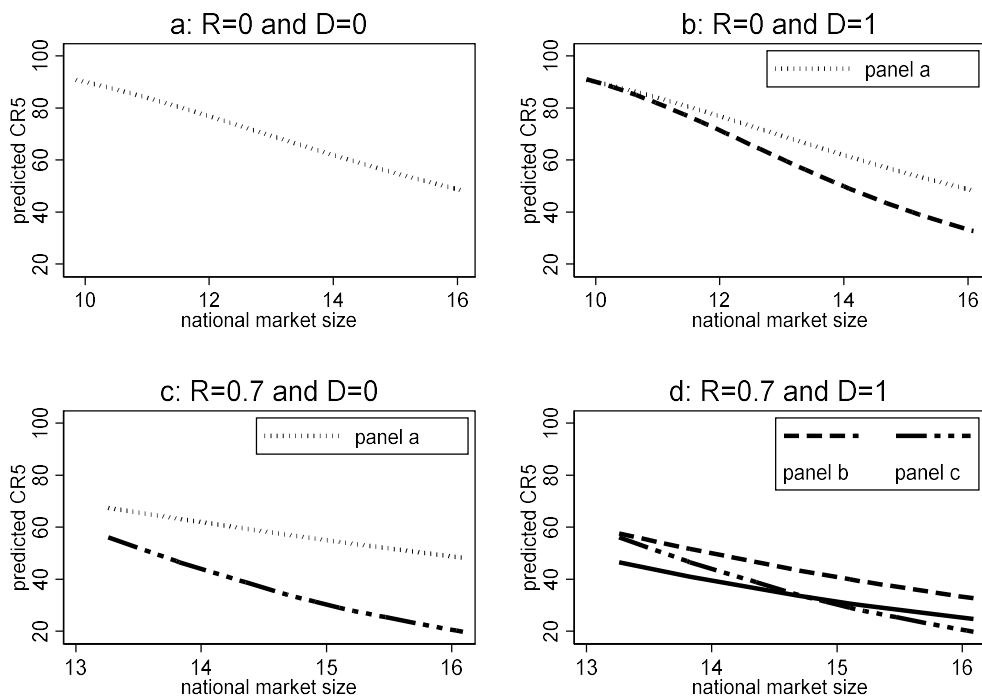 a: R=0 and D=0
predicted CR5
100
80
60
40
20
10
12
14
16
national market size
b: R=0 and D=1
panel a
predicted CR5
100
80
60
40
20
10
12
14
16
national market size
c: R=0.7 and D=0
panel a
predicted CR5
100
80
60
40
20
13
14
15
16
national market size
d: R=0.7 and D=1
panel b
panel c
predicted CR5
100
80
60
40
20
13
14
15
16
national market size